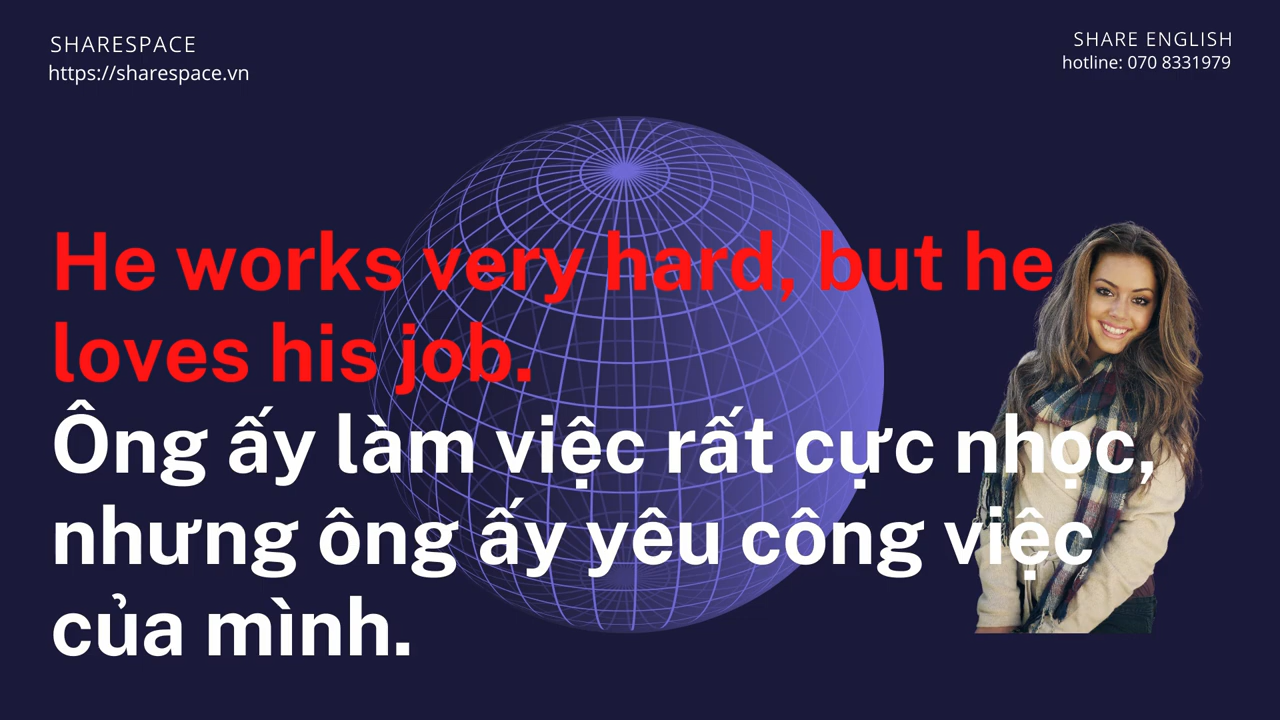 SHARESPACE
https://sharespace.vn
SHARE ENGLISH
hotline: 070 8331979
He works very hard, but he
loves his job.
Ông ấy làm việc rất cực nhọc,
nhưng ông ấy yêu công việc
của mình.